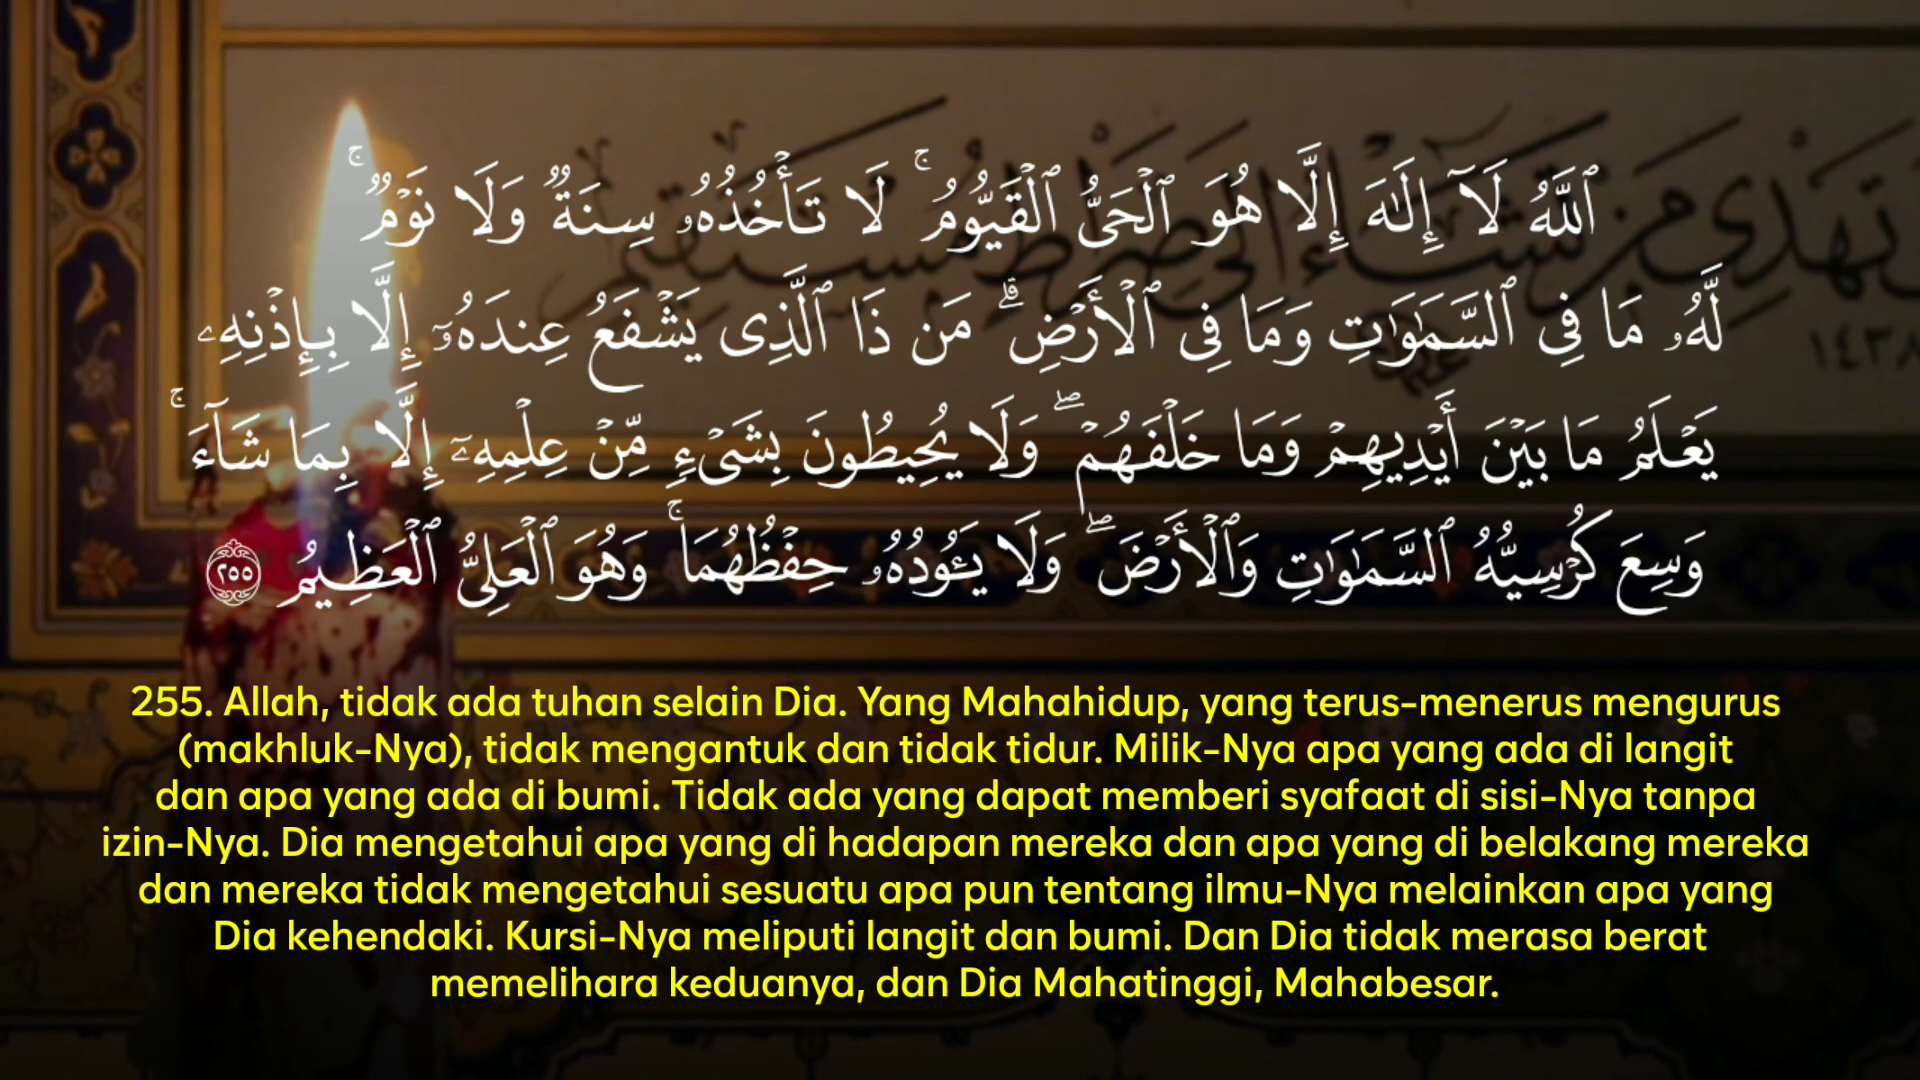 ٱللَّهُ لَآ إِلَٰهَ إِلَّا هُوَ ٱلْحَىُّ ٱلْقَيُّومُ ۚ لَا تَأْخُذُهُۥ سِنَةٌ وَلَا نَوْمٌ ۚ
لَّهُۥ مَا فِى ٱلسَّمَٰوَٰتِ وَمَا فِى ٱلْأَرْضِ ۗ مَن ذَا ٱلَّذِى يَشْفَعُ عِندَهُۥٓ إِلَّا بِإِذْنِهِۦ
يَعْلَمُ مَا بَيْنَ أَيْدِيهِمْ وَمَا خَلْفَهُمْ ۖ وَلَا يُحِيطُونَ بِشَىْءٍ مِّنْ عِلْمِهِۦٓ إِلَّا بِمَا شَآءَ ۚ
وَسِعَ كُرْسِيُّهُ ٱلسَّمَٰوَٰتِ وَٱلْأَرْضَ ۖ وَلَا يَـُٔودُهُۥ حِفْظُهُمَا ۚ وَهُوَ ٱلْعَلِىُّ ٱلْعَظِيمُ ٢٥٥
255. Allah, tidak ada tuhan selain Dia. Yang Mahahidup, yang terus-menerus mengurus
(makhluk-Nya), tidak mengantuk dan tidak tidur. Milik-Nya apa yang ada di langit
dan apa yang ada di bumi. Tidak ada yang dapat memberi syafaat di sisi-Nya tanpa
izin-Nya. Dia mengetahui apa yang di hadapan mereka dan apa yang di belakang mereka
dan mereka tidak mengetahui sesuatu apa pun tentang ilmu-Nya melainkan apa yang
Dia kehendaki. Kursi-Nya meliputi langit dan bumi. Dan Dia tidak merasa berat
memelihara keduanya, dan Dia Mahatinggi, Mahabesar.